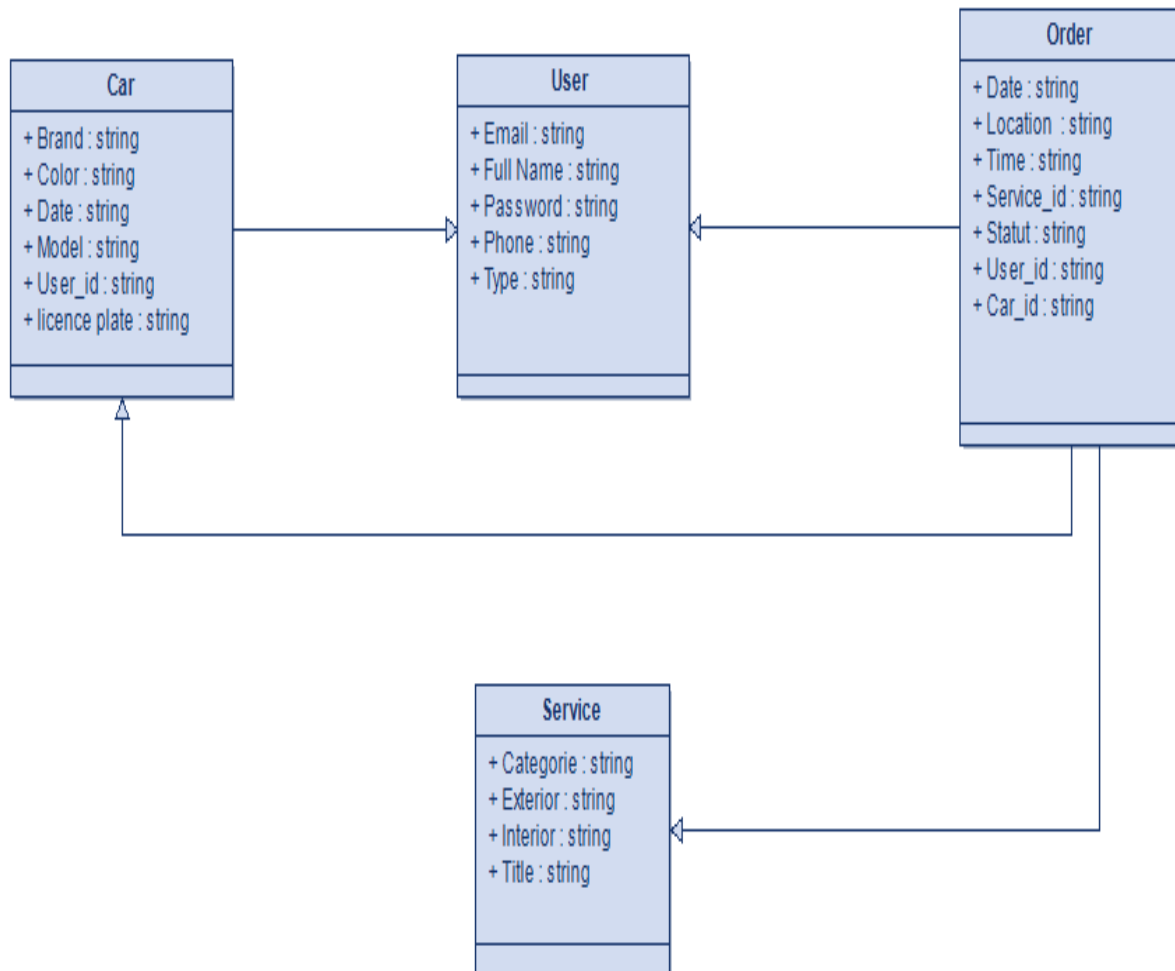 Car
+ Brand : string
+ Color : string
+ Date : string
+ Model : string
+ User_id : string
+ licence plate : string
User
+ Email : string
+ Full Name : string
+ Password : string
+ Phone : string
+ Type : string
Order
+ Date : string
+ Location : string
+ Time : string
+ Service_id : string
+ Statut : string
+ User_id : string
+ Car_id : string
Service
+ Categorie : string
+ Exterior : string
+ Interior : string
+ Title : string